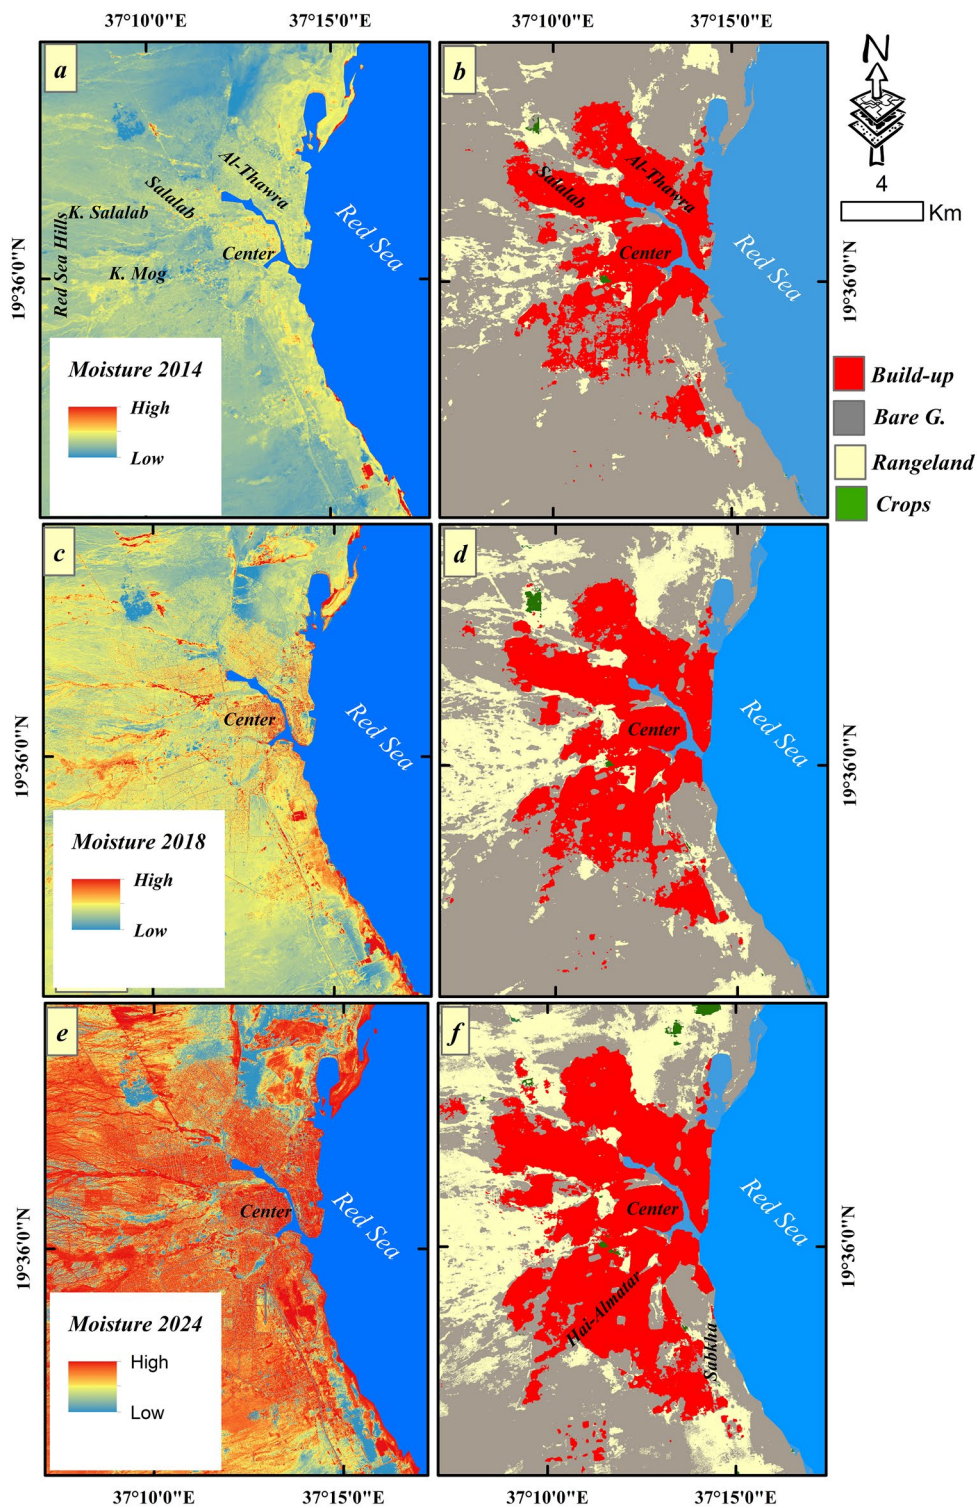 37°10'0"E
37°15'0"E
37°10'0"E
37°15'0"E
a
Al-Thawra
Salalab
K. Salalab
Red Sea Hills
K. Mog
Center
Red Sea
19°36'0"N
Moisture 2014
High
Low
b
Al-Thawra
Salalab
Center
Red Sea
19°36'0"N
N
4
Km
Build-up
Bare G.
Rangeland
Crops
c
Center
Red Sea
19°36'0"N
Moisture 2018
High
Low
d
Center
Red Sea
19°36'0"N
e
Center
Red Sea
19°36'0"N
Moisture 2024
High
Low
f
Center
Red Sea
Hai-Almatar
Sabkha
19°36'0"N
37°10'0"E
37°15'0"E
37°10'0"E
37°15'0"E